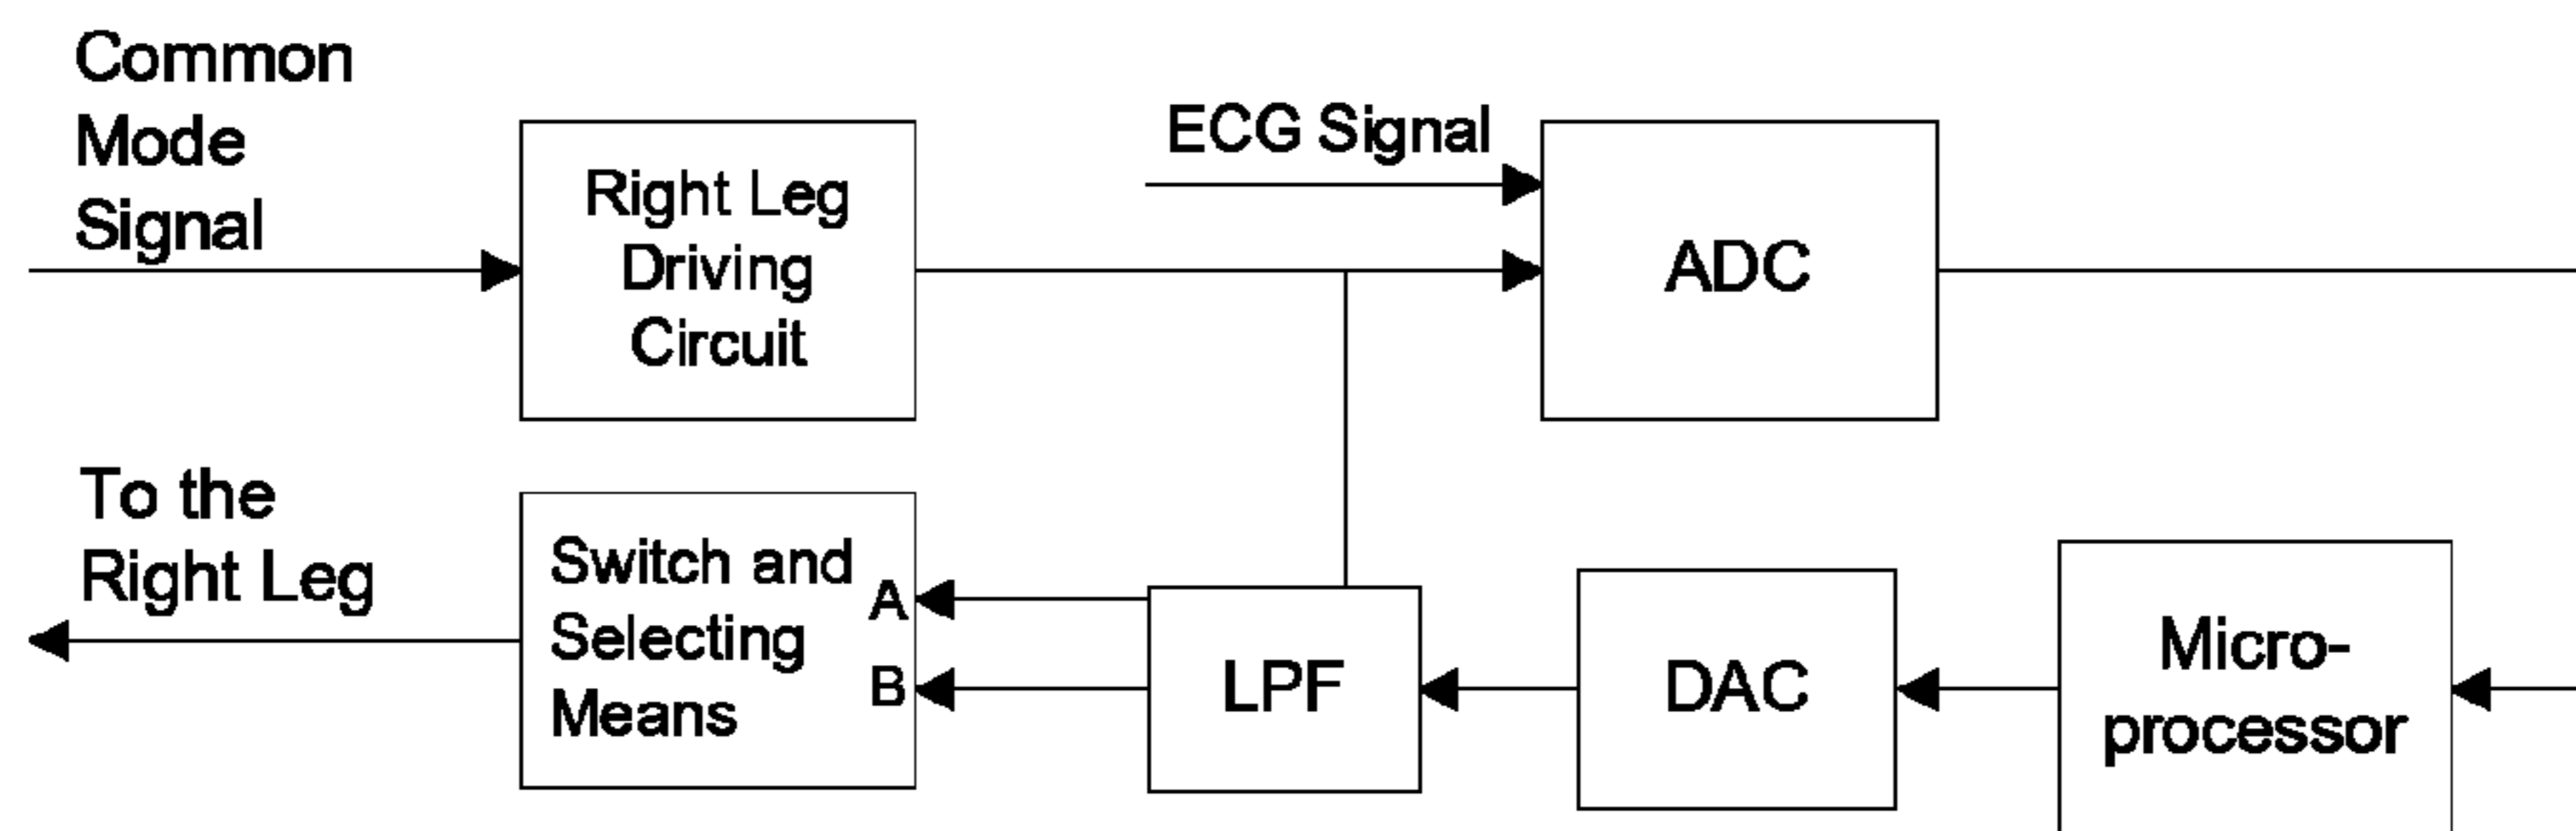 Common
Mode
Signal
Right Leg
Driving
Circuit
ECG Signal
ADC
To the
Right Leg
Switch and
Selecting
Means
A
B
LPF
DAC
Micro-
processor